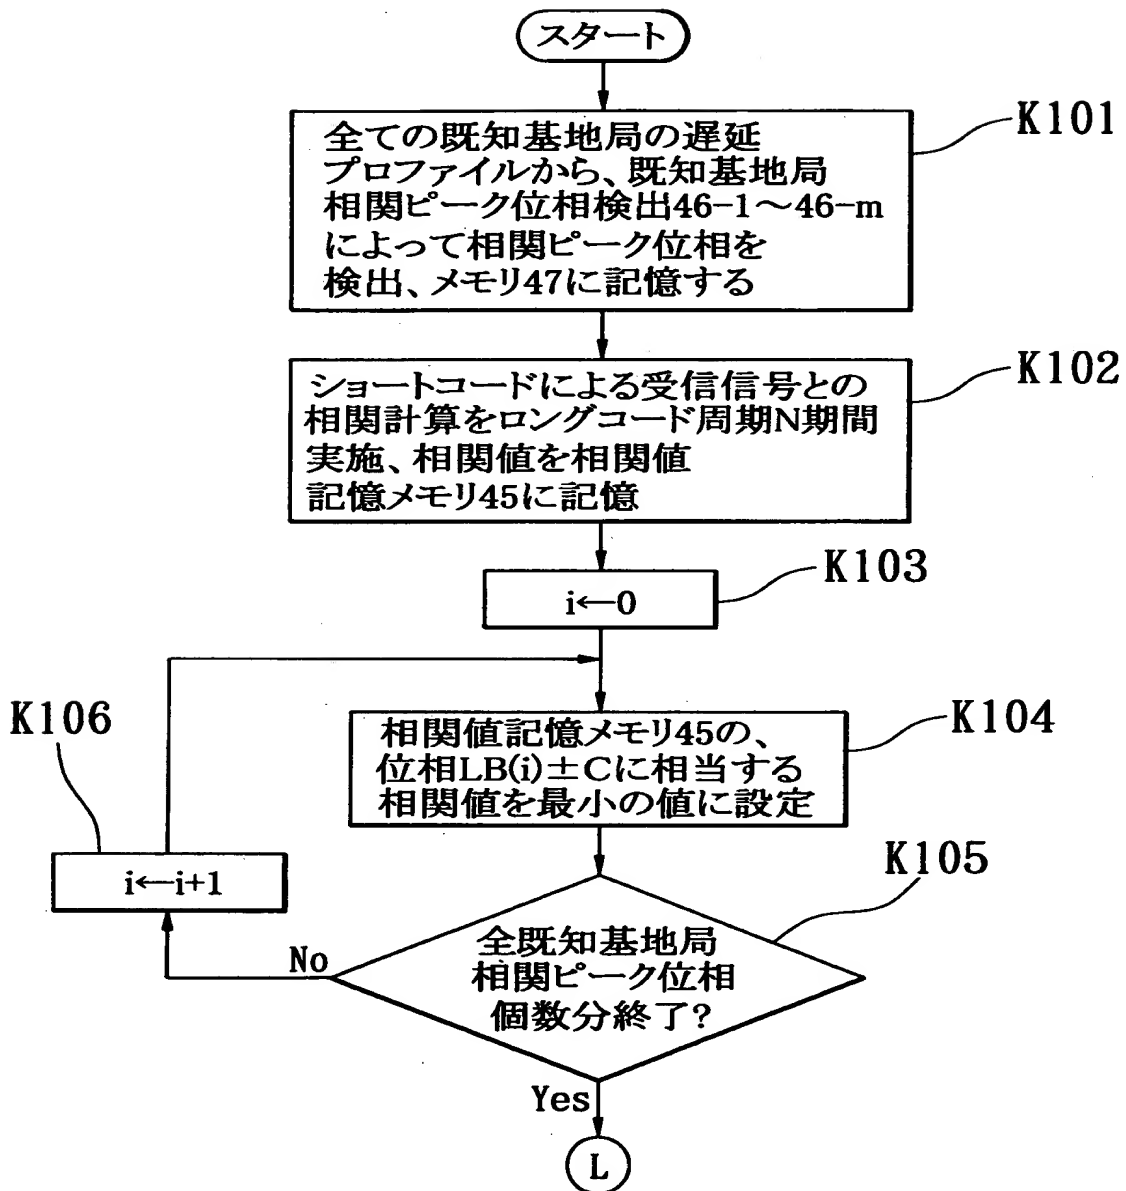 スタート
K101
全ての既知基地局の遅延
プロファイルから、既知基地局
相関ピーク位相検出46-1〜46-m
によって相関ピーク位相を
検出、メモリ47に記憶する
K102
ショートコードによる受信信号との
相関計算をロングコード周期N期間
実施、相関値を相関値
記憶メモリ45に記憶
K103
i←0
K106
i←i+1
K104
相関値記憶メモリ45の、
位相LB(i)±Cに相当する
相関値を最小の値に設定
K105
全既知基地局
相関ピーク位相
個数分終了?
No
Yes
L